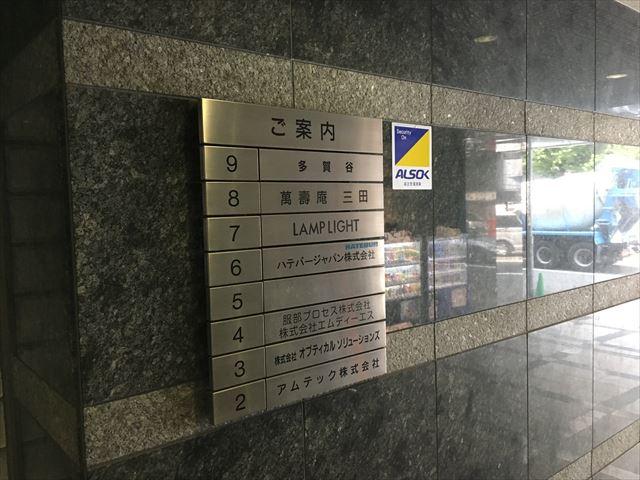 ご案内
9 多賀谷
8 萬壽庵 三田
7 LAMP LIGHT
HATEBUR
6 ハテバージャパン株式会社
5
服部プロセス株式会社
4 株式会社エムディーエス
3 株式会社 オプティカル ソリューションズ
2 アムテック株式会社
Security
On
ALSOK